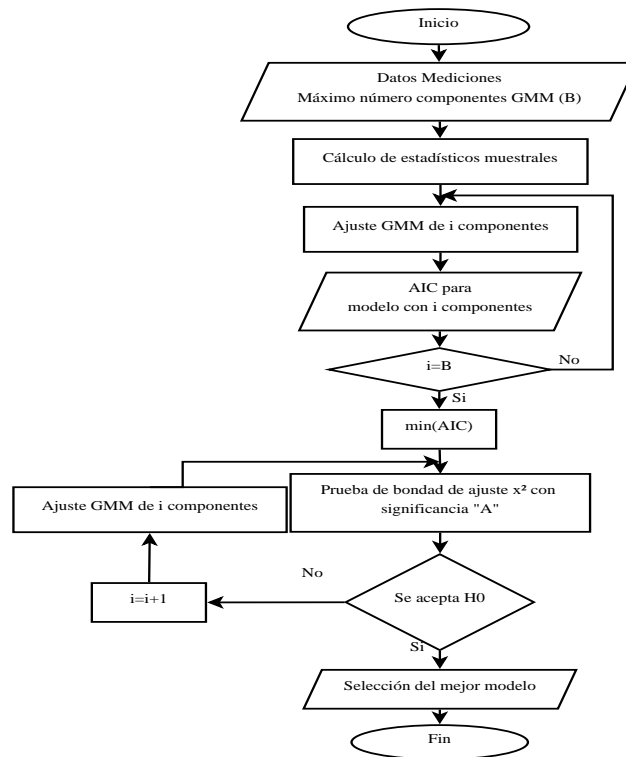 Inicio
Datos Mediciones
Máximo número componentes GMM (B)
Cálculo de estadísticos muestrales
Ajuste GMM de i componentes
AIC para
modelo con i componentes
i=B
No
Si
min(AIC)
Ajuste GMM de i componentes
Prueba de bondad de ajuste x² con
significancia "A"
No
i=i+1
Se acepta H0
Si
Selección del mejor modelo
Fin